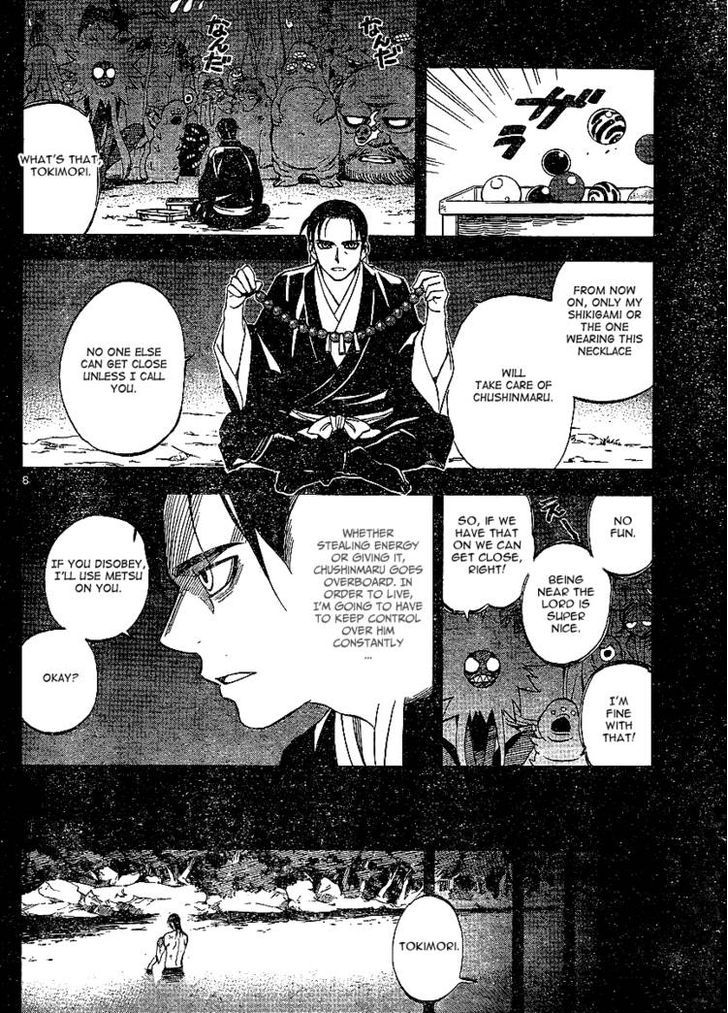 ガラ
なんだ
なんだ
WHAT'S THAT,
TOKIMORI.
FROM NOW
ON, ONLY MY
SHIKIGAMI OR
THE ONE
WEARING THIS
NECKLACE
WILL
TAKE CARE OF
CHUSHINMARU.
NO ONE ELSE
CAN GET CLOSE
UNLESS I CALL
YOU.
6
NO
FUN.
BEING
NEAR THE
LORD IS
SUPER
NICE.
SO, IF WE
HAVE THAT
ON WE CAN
GET CLOSE,
RIGHT!
I'M
FINE
WITH
THAT!
WHETHER
STEALING ENERGY
OR GIVING IT,
CHUSHINMARU GOES
OVERBOARD. IN
ORDER TO LIVE,
I'M GOING TO HAVE
TO KEEP CONTROL
OVER HIM
CONSTANTLY
...
IF YOU DISOBEY,
I'LL USE METSU
ON YOU.
OKAY?
TOKIMORI.